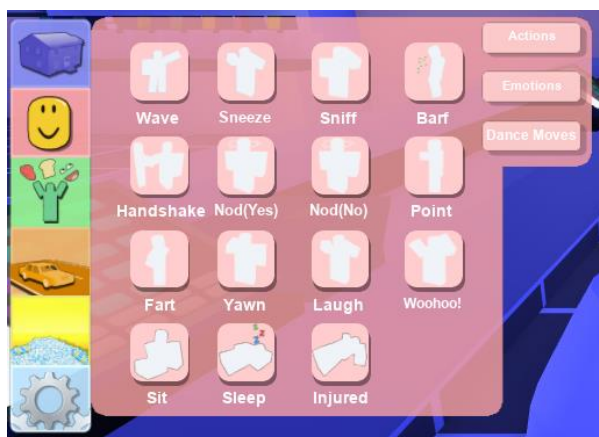 Actions
Wave Sneeze Sniff Barf
Emotions
Dance Moves
Handshake Nod(Yes) Nod(No) Point
Fart Yawn Laugh Woohoo!
Sit Sleep Injured